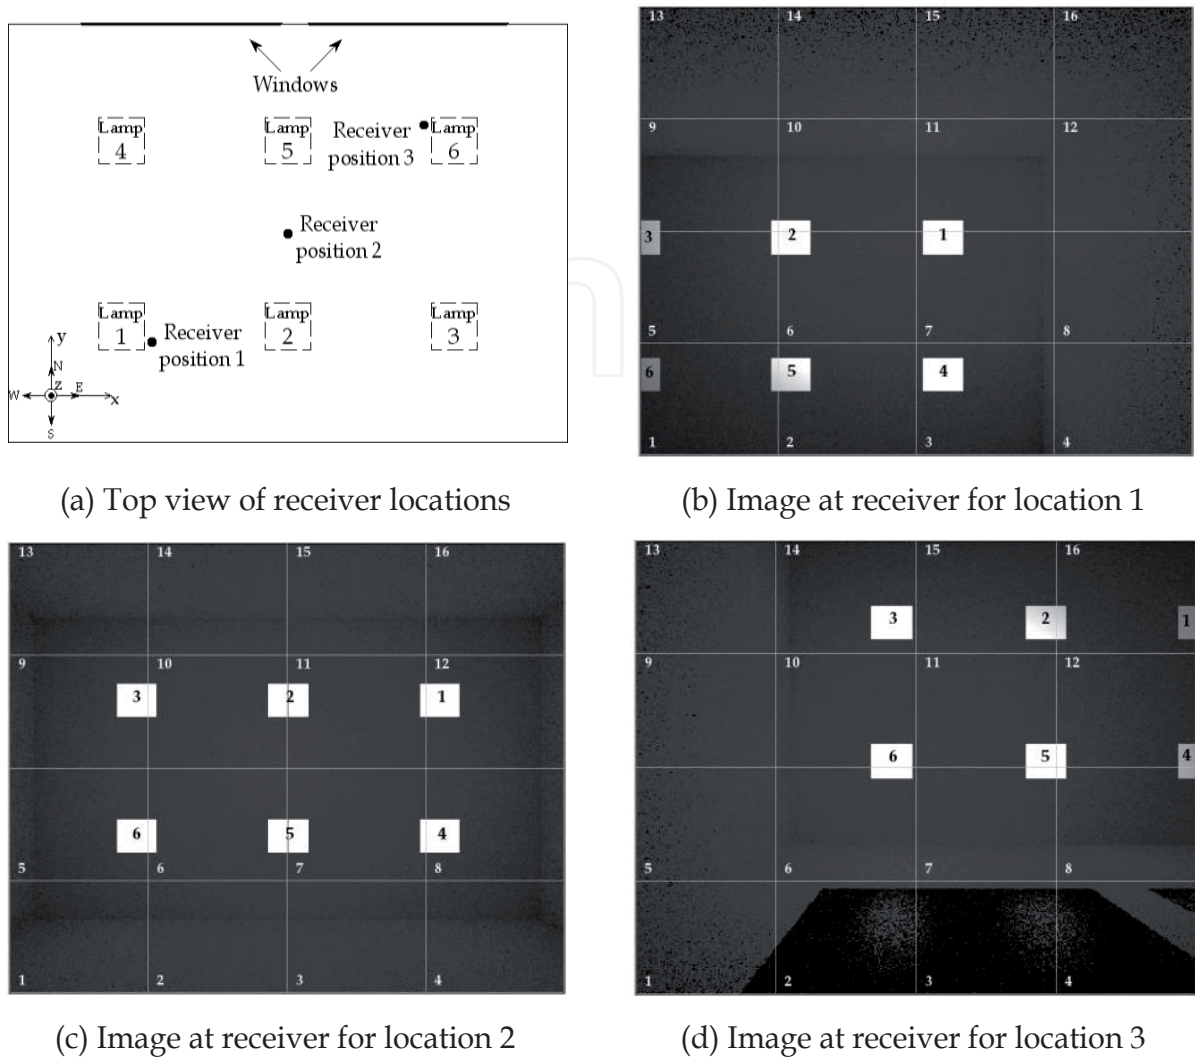 Windows
Lamp
4
Lamp
5
Receiver
position 3
Lamp
6
Receiver
position 2
Lamp
1
Receiver
position 1
Lamp
2
Lamp
3
y
N
W
z
E
x
S
(a) Top view of receiver locations
13 14 15 16
9 10 11 12
3 2 1
5 6 7 8
6 5 4
1 2 3 4
(b) Image at receiver for location 1
13 14 15 16
9 10 11 12
3 2 1
6 5 4
5 6 7 8
1 2 3 4
(c) Image at receiver for location 2
13 14 15 16
3 2 1
9 10 11 12
6 5 4
5 6 7 8
1 2 3 4
(d) Image at receiver for location 3